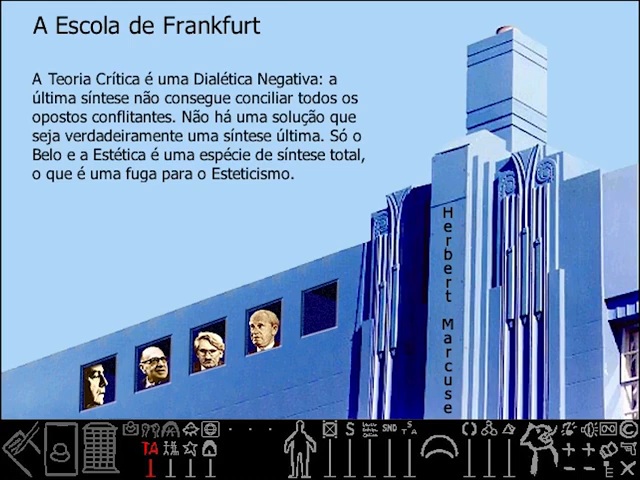 A Escola de Frankfurt
A Teoria Crítica é uma Dialética Negativa: a
última síntese não consegue conciliar todos os
opostos conflitantes. Não há uma solução que
seja verdadeiramente uma síntese última. Só o
Belo e a Estética é uma espécie de síntese total,
o que é uma fuga para o Esteticismo.
Herbert Marcuse
TA
S
SND
S
T
A